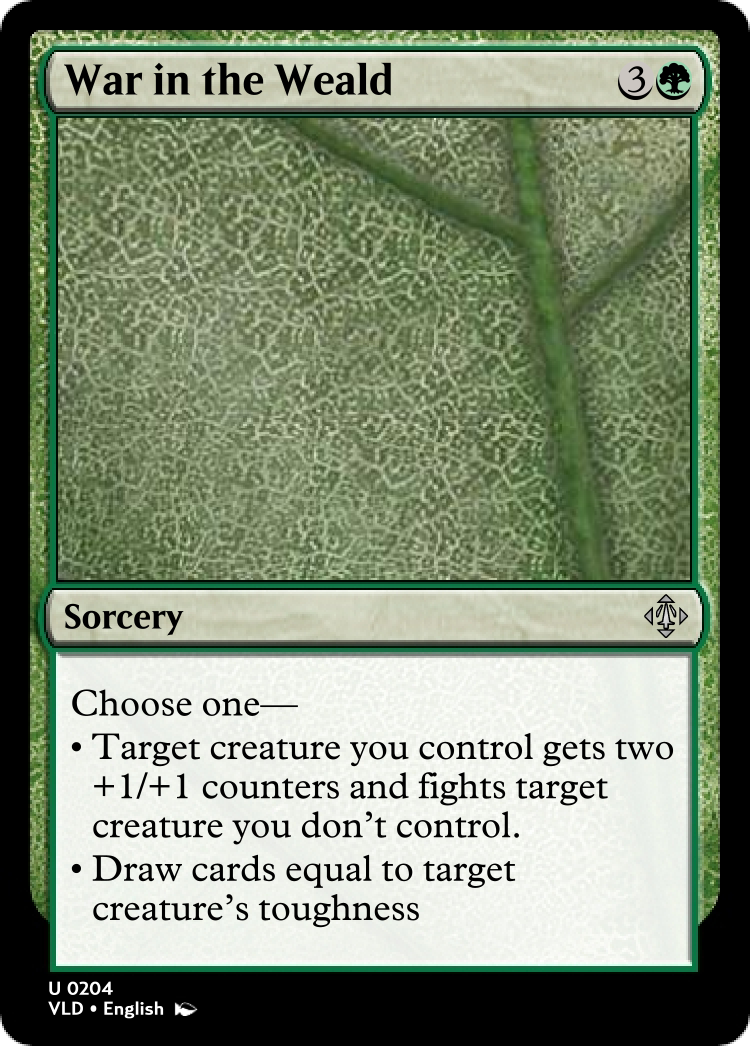 War in the Weald 3
Sorcery
Choose one—
• Target creature you control gets two
+1/+1 counters and fights target
creature you don’t control.
• Draw cards equal to target
creature’s toughness
U 0204
VLD • English